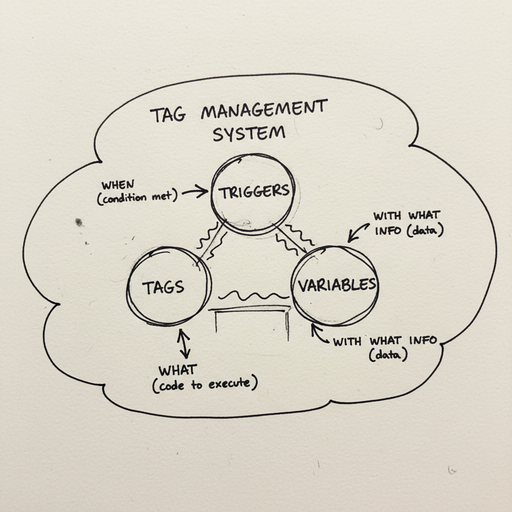 TAG MANAGEMENT
SYSTEM
WHEN
(condition met)
TRIGGERS
WITH WHAT
INFO (data)
TAGS
VARIABLES
WITH WHAT INFO
(data)
WHAT
(code to execute)